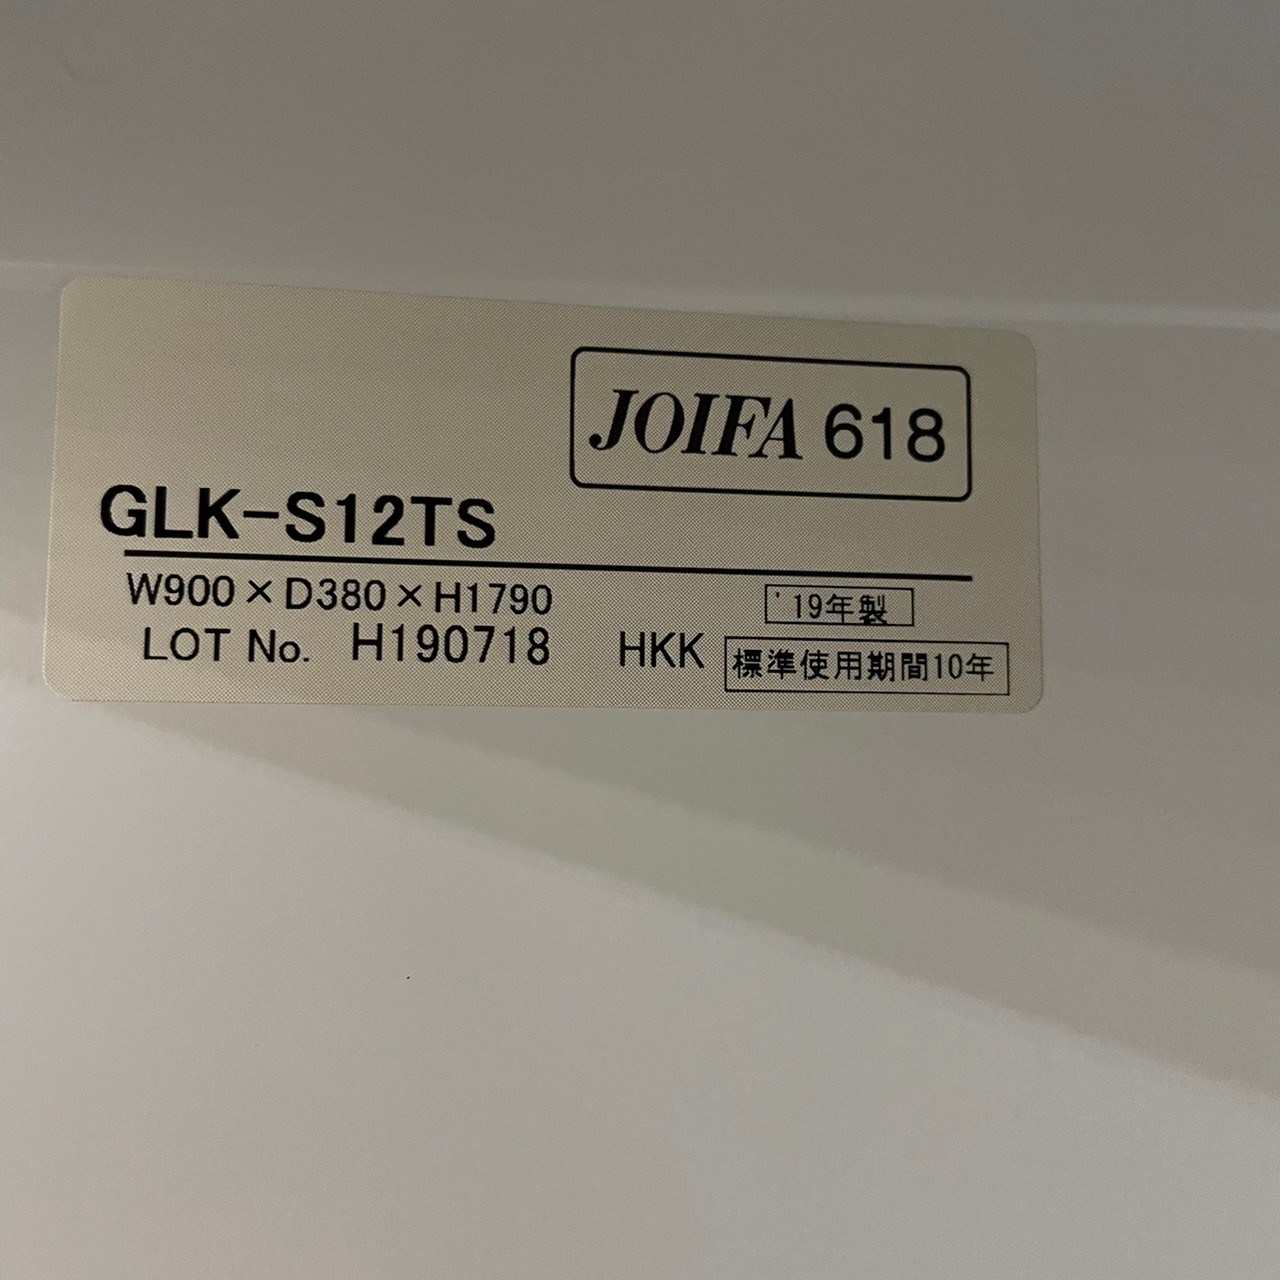 JOIFA 618
GLK-S12TS
W900×D380×H1790
'19年製
LOT No. H190718 HKK
標準使用期間10年